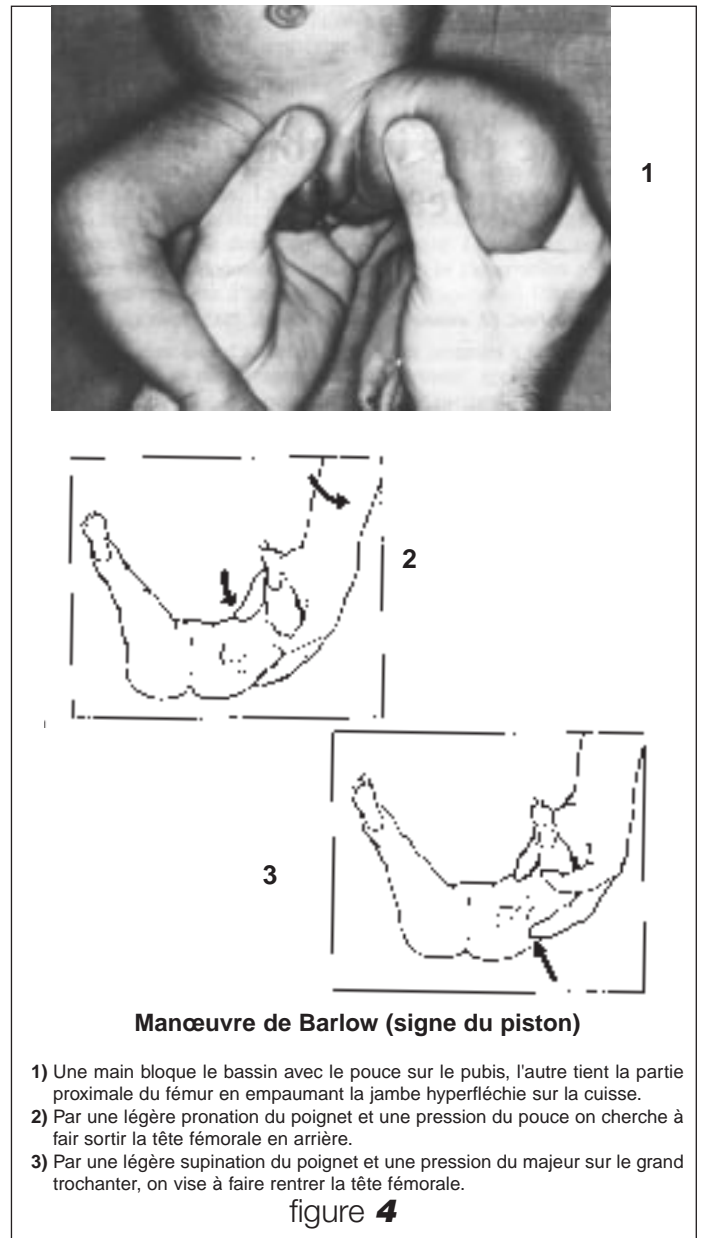 1
2
3
Manœuvre de Barlow (signe du piston)
1) Une main bloque le bassin avec le pouce sur le pubis, l'autre tient la partie
proximale du fémur en empaumant la jambe hyperfléchie sur la cuisse.
2) Par une légère pronation du poignet et une pression du pouce on cherche à
fair sortir la tête fémorale en arrière.
3) Par une légère supination du poignet et une pression du majeur sur le grand
trochanter, on vise à faire rentrer la tête fémorale.
figure 4